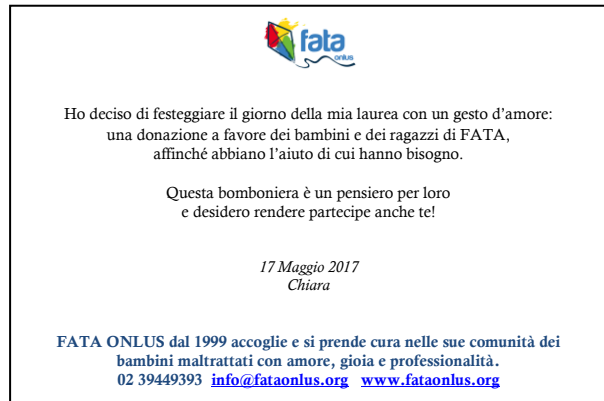 fata
onlus
Ho deciso di festeggiare il giorno della mia laurea con un gesto d’amore:
una donazione a favore dei bambini e dei ragazzi di FATA,
affinché abbiano l’aiuto di cui hanno bisogno.
Questa bomboniera è un pensiero per loro
e desidero rendere partecipe anche te!
17 Maggio 2017
Chiara
FATA ONLUS dal 1999 accoglie e si prende cura nelle sue comunità dei
bambini maltrattati con amore, gioia e professionalità.
02 39449393 info@fataonlus.org www.fataonlus.org